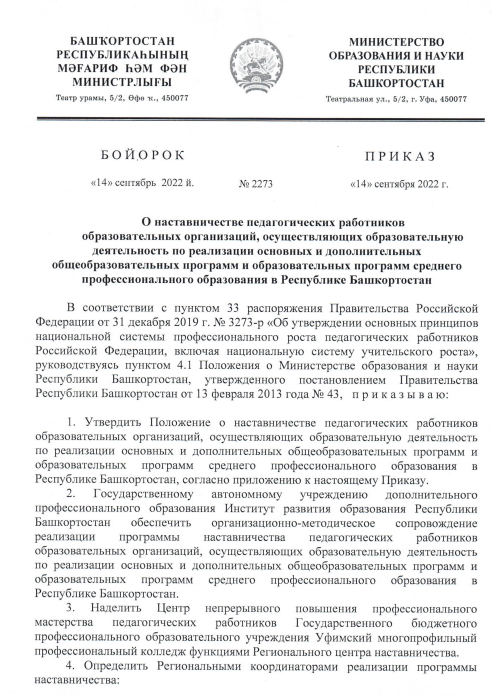 БАШҠОРТОСТАН
РЕСПУБЛИКАҺЫНЫҢ
МӘҒАРИФ ҺӘМ ФӘН
МИНИСТРЛЫҒЫ
Театр урамы, 5/2, Өфө ҡ., 450077
МИНИСТЕРСТВО
ОБРАЗОВАНИЯ И НАУКИ
РЕСПУБЛИКИ
БАШКОРТОСТАН
Театральная ул., 5/2, г. Уфа, 450077
БОЙОРОК
ПРИКАЗ
«14» сентябрь 2022 й.
№ 2273
«14» сентября 2022 г.
О наставничестве педагогических работников
образовательных организаций, осуществляющих образовательную
деятельность по реализации основных и дополнительных
общеобразовательных программ и образовательных программ среднего
профессионального образования в Республике Башкортостан
В соответствии с пунктом 33 распоряжения Правительства Российской
Федерации от 31 декабря 2019 г. № 3273-р «Об утверждении основных принципов
национальной системы профессионального роста педагогических работников
Российской Федерации, включая национальную систему учительского роста»,
руководствуясь пунктом 4.1 Положения о Министерстве образования и науки
Республики Башкортостан, утвержденного постановлением Правительства
Республики Башкортостан от 13 февраля 2013 года № 43, приказываю:
1. Утвердить Положение о наставничестве педагогических работников
образовательных организаций, осуществляющих образовательную деятельность
по реализации основных и дополнительных общеобразовательных программ и
образовательных программ среднего профессионального образования в
Республике Башкортостан, согласно приложению к настоящему Приказу.
2. Государственному автономному учреждению дополнительного
профессионального образования Институт развития образования Республики
Башкортостан обеспечить организационно-методическое сопровождение
реализации программы наставничества педагогических работников
образовательных организаций, осуществляющих образовательную деятельность
по реализации основных и дополнительных общеобразовательных программ и
образовательных программ среднего профессионального образования в
Республике Башкортостан.
3. Наделить Центр непрерывного повышения профессионального
мастерства педагогических работников Государственного бюджетного
профессионального образовательного учреждения Уфимский многопрофильный
профессиональный колледж функциями Регионального центра наставничества.
4. Определить Региональными координаторами реализации программы
наставничества: